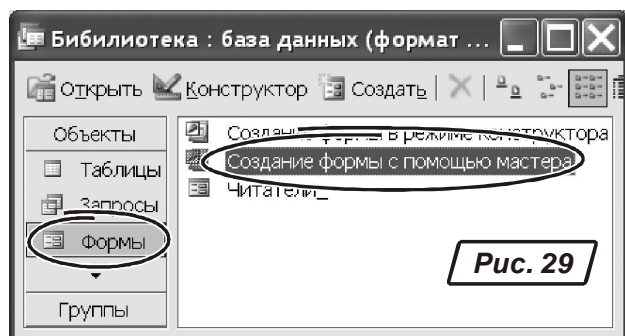 Бибилиотека : база данных (формат ...
Открыть Конструктор Создать
Объекты
Таблицы
Запросы
Формы
Группы
Создание формы в режиме конструктора
Создание формы с помощью мастера
Читатели_
Рис. 29